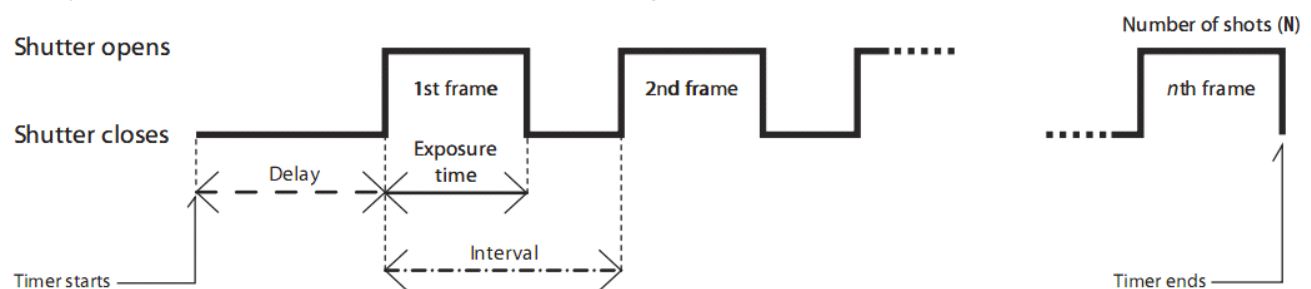 Number of shots (N)
Shutter opens
1st frame
2nd frame
nth frame
Shutter closes
Exposure
time
Delay
Interval
Timer starts
Timer ends